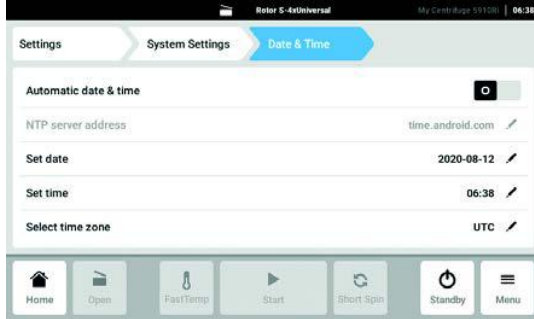 Rotor S-4xUniversal My Centrifuge 5910Ri 06:38
Settings System Settings Date & Time
Automatic date & time O
NTP server address time.android.com
Set date 2020-08-12
Set time 06:38
Select time zone UTC
Home Open FastTemp Start Short Spin Standby Menu